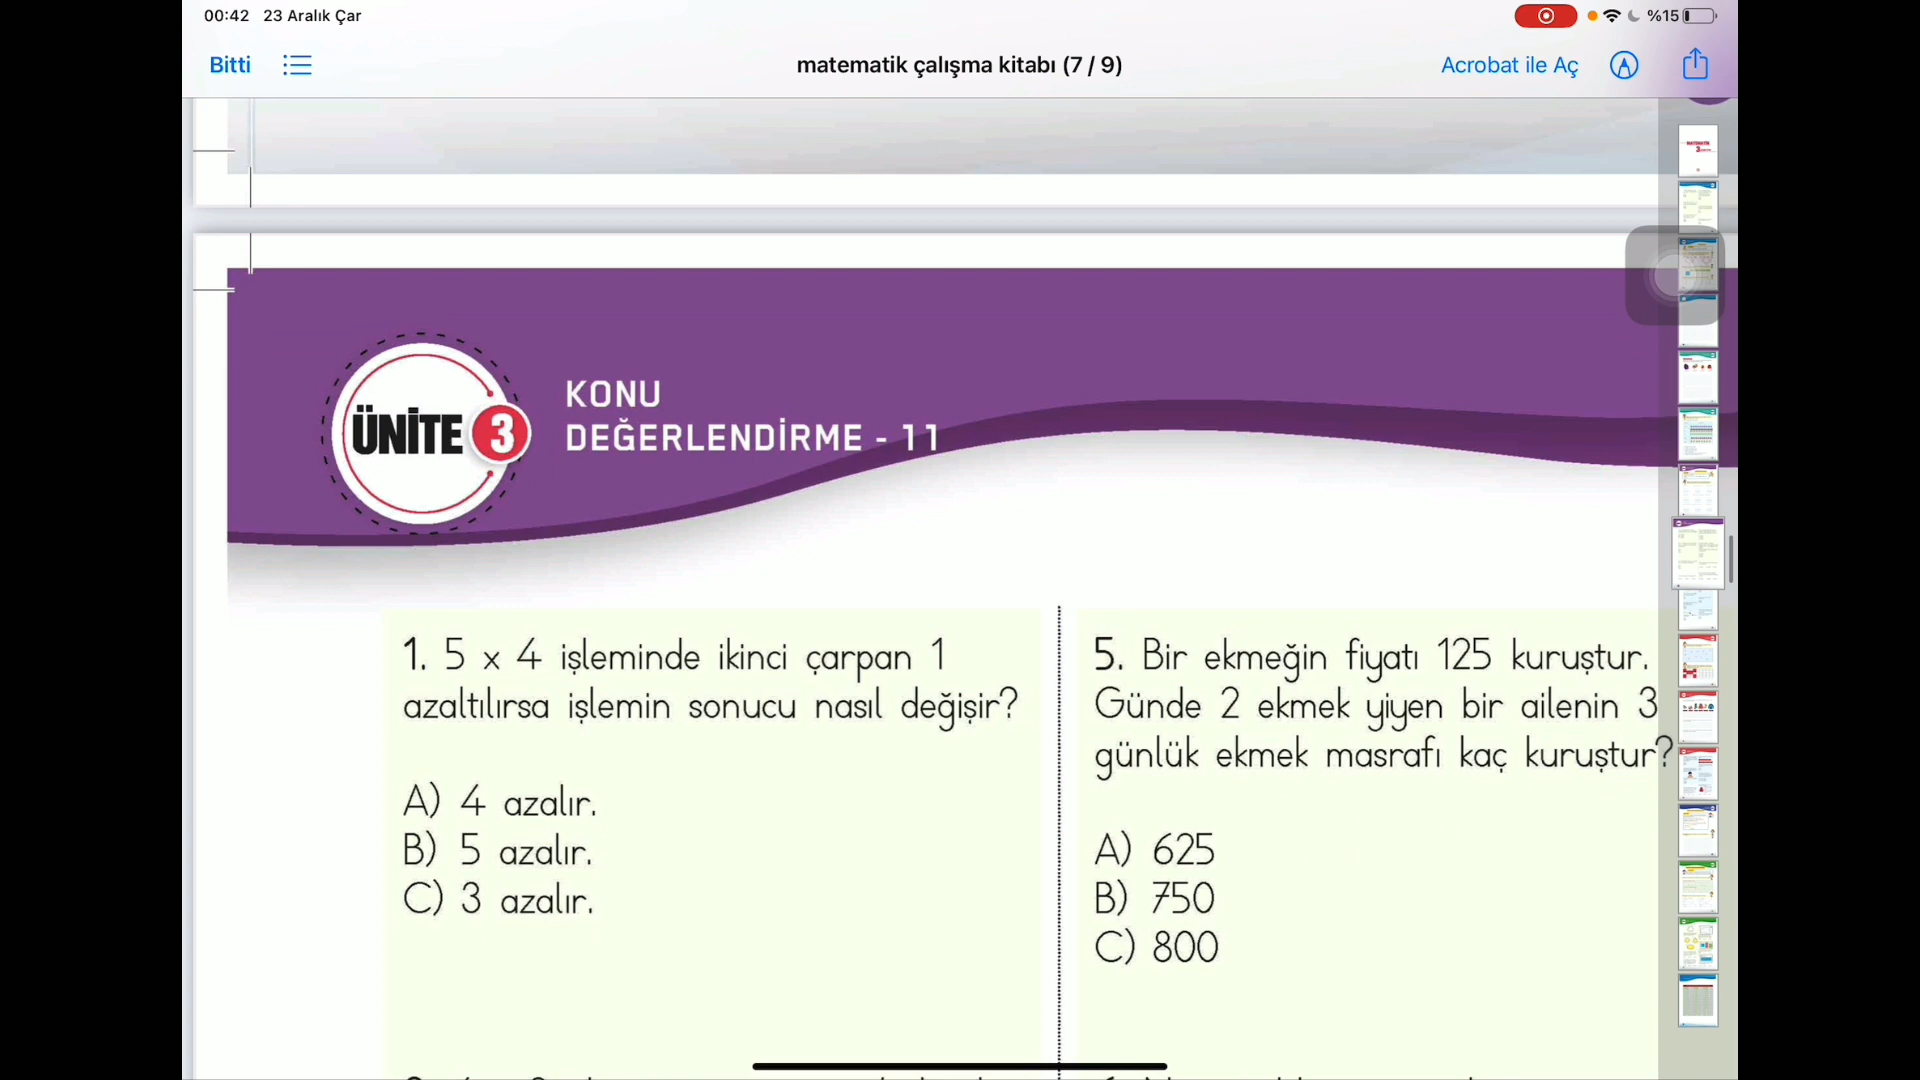 00:42 23 Aralık Çar
%15
Bitti
matematik çalışma kitabı (7 / 9)
Acrobat ile Aç
ÜNİTE 3
KONU
DEĞERLENDİRME - 11
1. 5 x 4 işleminde ikinci çarpan 1
azaltılırsa işlemin sonucu nasıl değişir?
A) 4 azalır.
B) 5 azalır.
C) 3 azalır.
5. Bir ekmeğin fiyatı 125 kuruştur.
Günde 2 ekmek yiyen bir ailenin 3
günlük ekmek masrafı kaç kuruştur?
A) 625
B) 750
C) 800